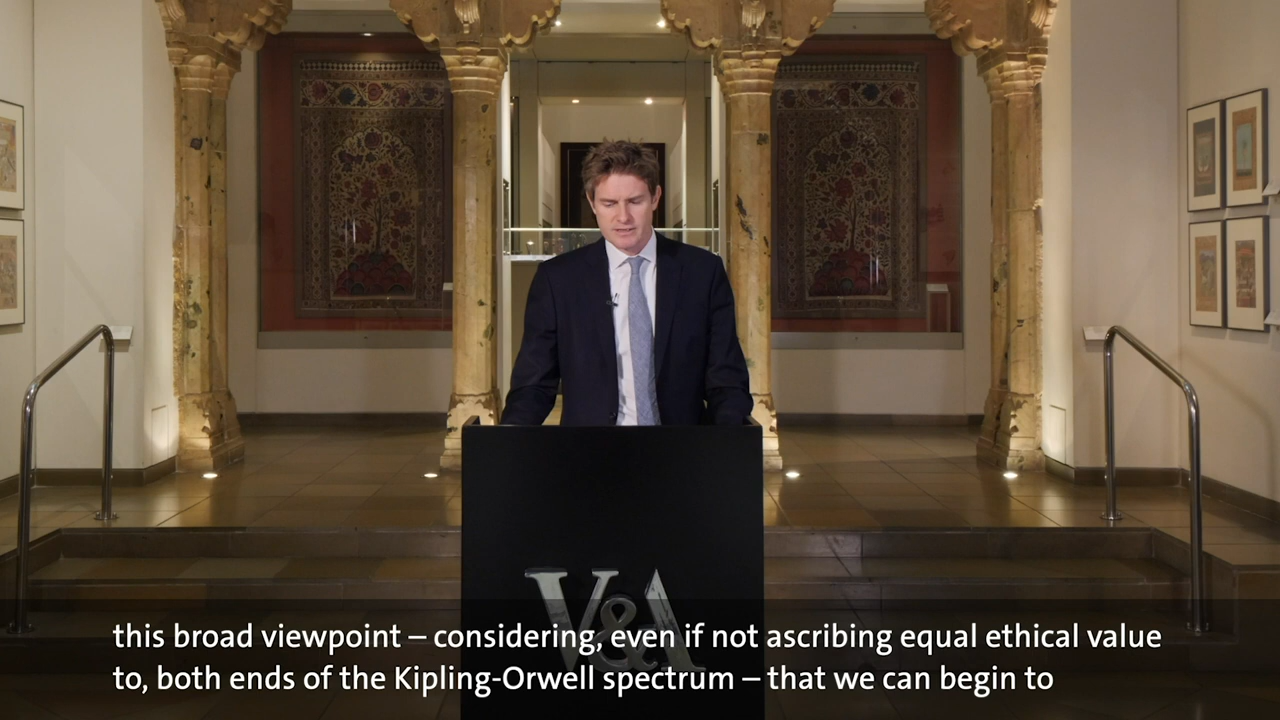 V&A
this broad viewpoint – considering, even if not ascribing equal ethical value
to, both ends of the Kipling-Orwell spectrum – that we can begin to